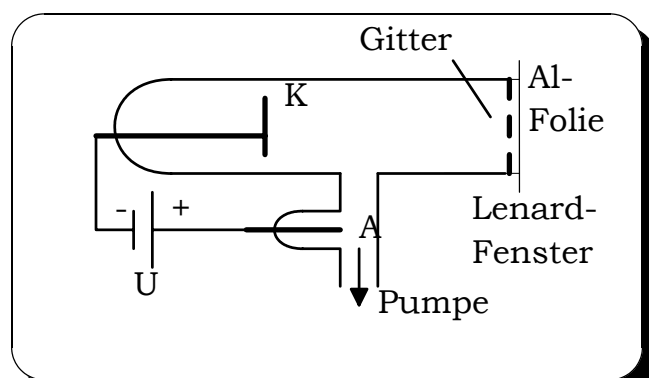 Gitter
K
Al-
Folie
- +
Lenard-
Fenster
A
U
Pumpe